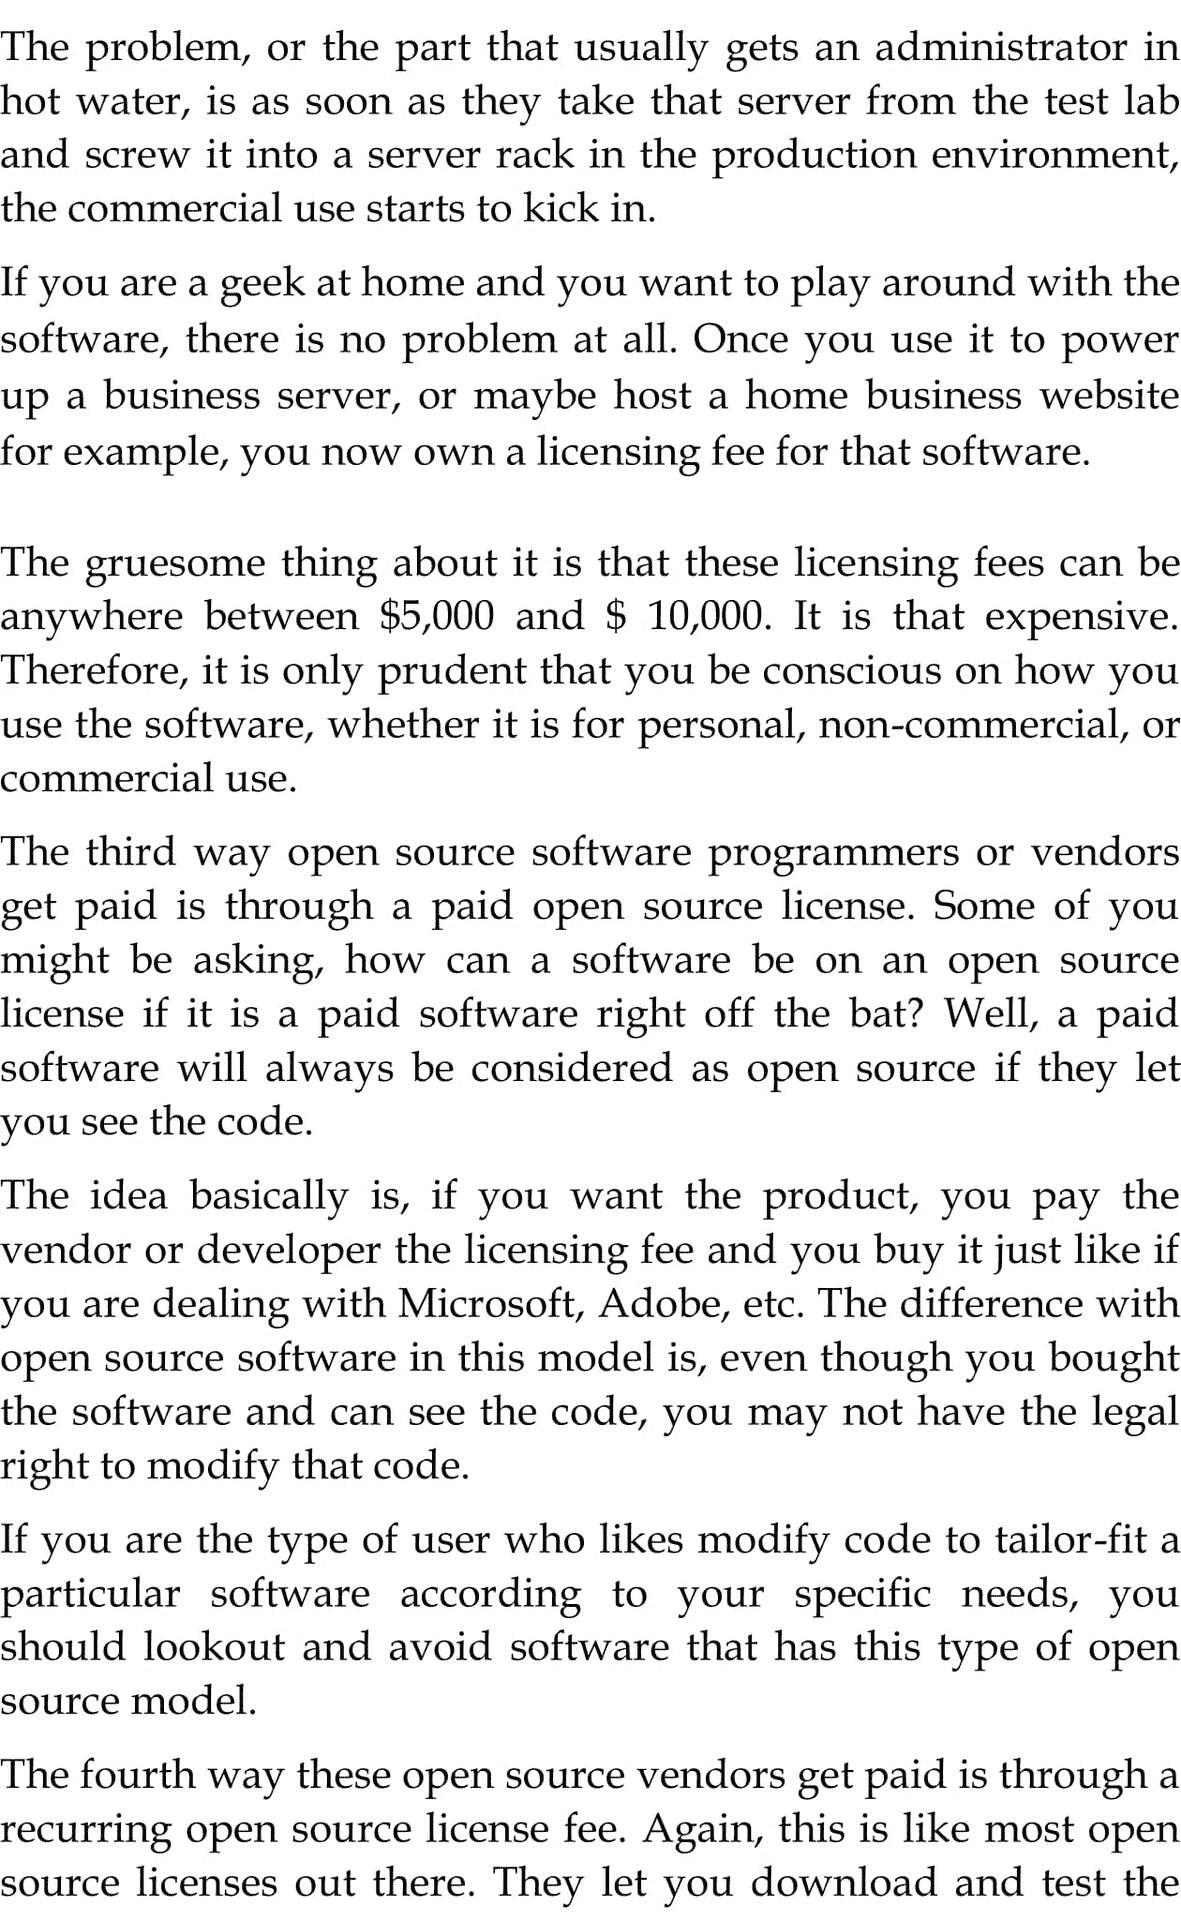 The problem, or the part that usually gets an administrator in
hot water, is as soon as they take that server from the test lab
and screw it into a server rack in the production environment,
the commercial use starts to kick in.
If you are a geek at home and you want to play around with the
software, there is no problem at all. Once you use it to power
up a business server, or maybe host a home business website
for example, you now own a licensing fee for that software.
The gruesome thing about it is that these licensing fees can be
anywhere between $5,000 and $ 10,000. It is that expensive.
Therefore, it is only prudent that you be conscious on how you
use the software, whether it is for personal, non-commercial, or
commercial use.
The third way open source software programmers or vendors
get paid is through a paid open source license. Some of you
might be asking, how can a software be on an open source
license if it is a paid software right off the bat? Well, a paid
software will always be considered as open source if they let
you see the code.
The idea basically is, if you want the product, you pay the
vendor or developer the licensing fee and you buy it just like if
you are dealing with Microsoft, Adobe, etc. The difference with
open source software in this model is, even though you bought
the software and can see the code, you may not have the legal
right to modify that code.
If you are the type of user who likes modify code to tailor-fit a
particular software according to your specific needs, you
should lookout and avoid software that has this type of open
source model.
The fourth way these open source vendors get paid is through a
recurring open source license fee. Again, this is like most open
source licenses out there. They let you download and test the